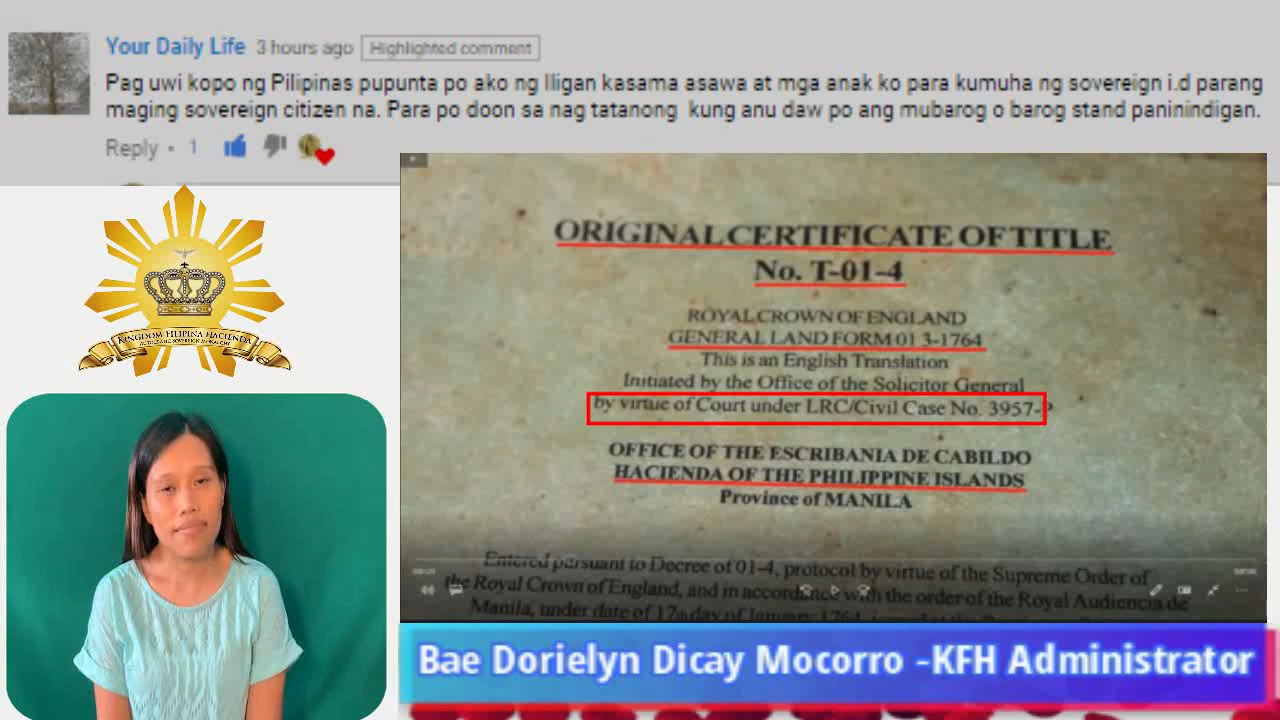 Your Daily Life 3 hours ago Highlighted comment
Pag uwi kopo ng Pilipinas pupunta po ako ng Iligan kasama asawa at mga anak ko para kumuha ng sovereign i.d parang
maging sovereign citizen na. Para po doon sa nag tatanong kung anu daw po ang mubarog o barog stand paninindigan.
Reply • 1
KINGDOM FILIPINA HACIENDA
ORIGINAL CERTIFICATE OF TITLE
No. T-01-4
ROYAL CROWN OF ENGLAND
GENERAL LAND FORM 01 3-1764
This is an English Translation
Initiated by the Office of the Solicitor General
by virtue of Court under LRC/Civil Case No. 3957-P
OFFICE OF THE ESCRIBANIA DE CABILDO
HACIENDA OF THE PHILIPPINE ISLANDS
Province of MANILA
Entered pursuant to Decree of 01-4, protocol by virtue of the Supreme Order of
the Royal Crown of England, and in accordance with the order of the Royal Audiencia de
Manila, under date of 17th day of January 1764
Bae Dorielyn Dicay Mocorro -KFH Administrator